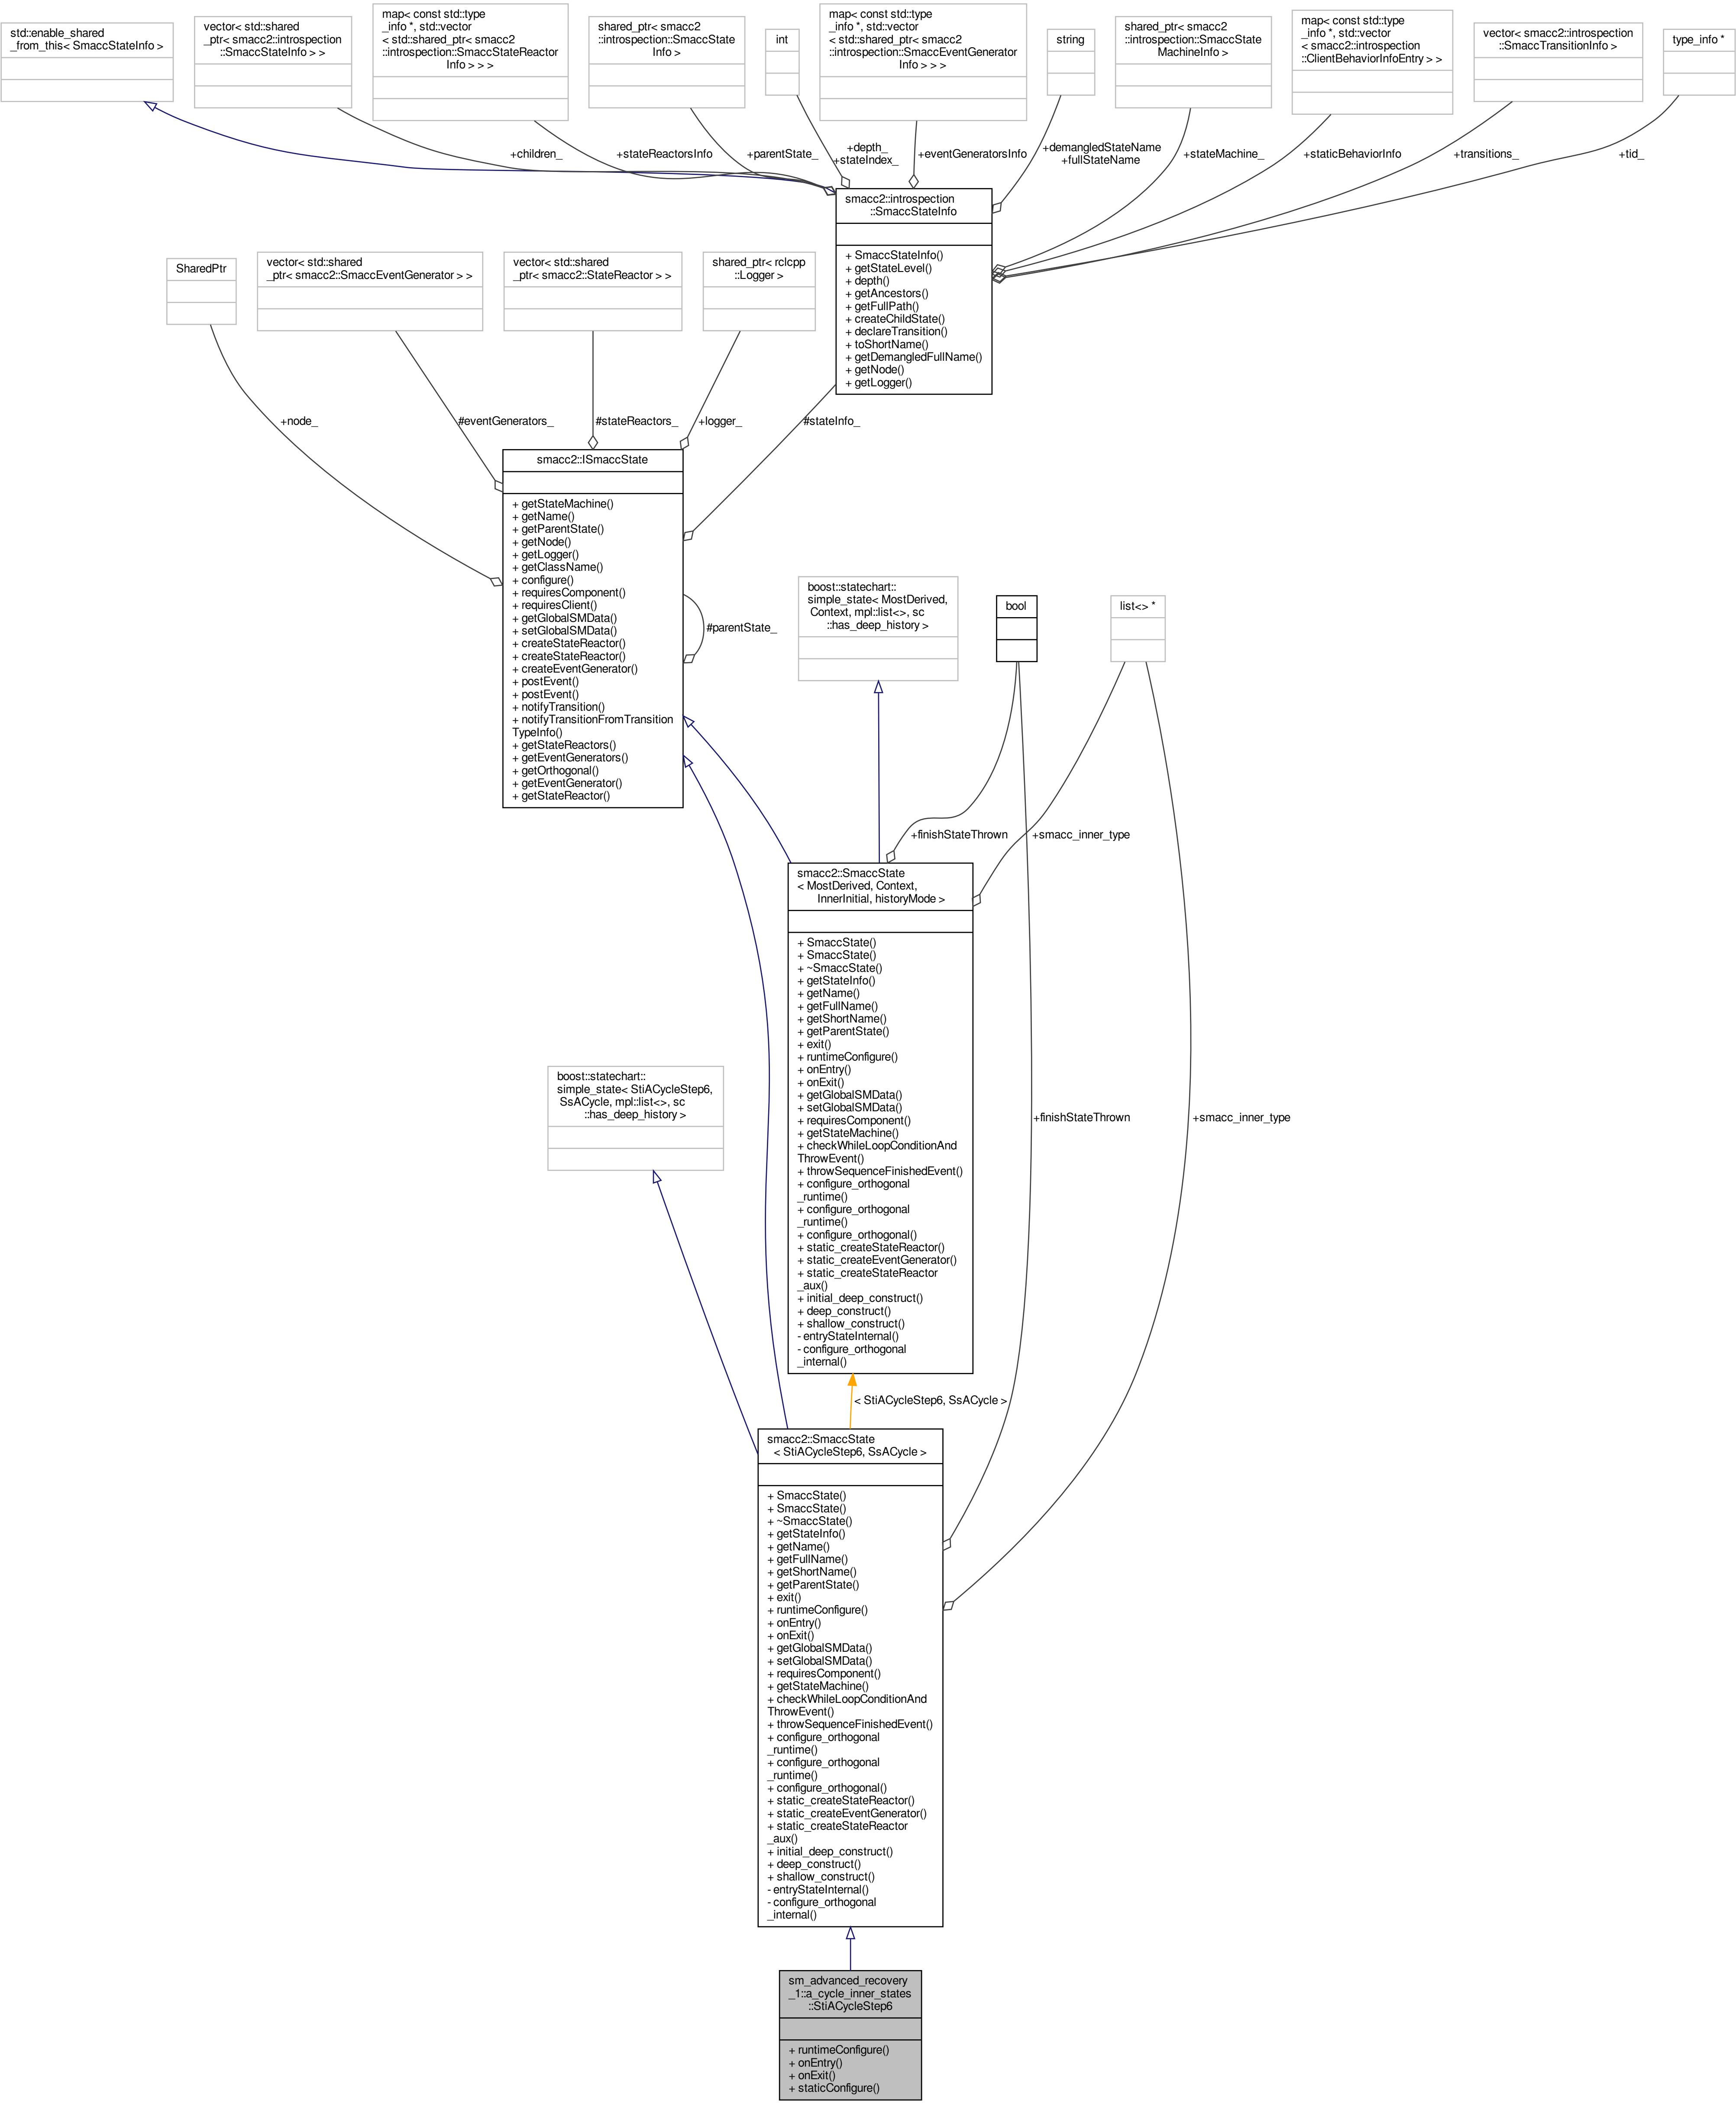 std::enable_shared
_from_this< SmaccStateInfo >
vector< std::shared
_ptr< smacc2::introspection
::SmaccStateInfo > >
map< const std::type
_info *, std::vector
< std::shared_ptr< smacc2
::introspection::SmaccStateReactor
Info > > >
shared_ptr< smacc2
::introspection::SmaccState
Info >
int
map< const std::type
_info *, std::vector
< std::shared_ptr< smacc2
::introspection::SmaccEventGenerator
Info > > >
string
shared_ptr< smacc2
::introspection::SmaccState
MachineInfo >
map< const std::type
_info *, std::vector
< smacc2::introspection
::ClientBehaviorInfoEntry > >
vector< smacc2::introspection
::SmaccTransitionInfo >
type_info *
+children_
+stateReactorsInfo
+parentState_
+depth_
+stateIndex_
+eventGeneratorsInfo
+demangledStateName
+fullStateName
+stateMachine_
+staticBehaviorInfo
+transitions_
+tid_
smacc2::introspection
::SmaccStateInfo
+ SmaccStateInfo()
+ getStateLevel()
+ depth()
+ getAncestors()
+ getFullPath()
+ createChildState()
+ declareTransition()
+ toShortName()
+ getDemangledFullName()
+ getNode()
+ getLogger()
SharedPtr
vector< std::shared
_ptr< smacc2::SmaccEventGenerator > >
vector< std::shared
_ptr< smacc2::StateReactor > >
shared_ptr< rclcpp
::Logger >
+node_
#eventGenerators_
#stateReactors_
+logger_
#stateInfo_
smacc2::ISmaccState
+ getStateMachine()
+ getName()
+ getParentState()
+ getNode()
+ getLogger()
+ getClassName()
+ configure()
+ requiresComponent()
+ requiresClient()
+ getGlobalSMData()
+ setGlobalSMData()
+ createStateReactor()
+ createStateReactor()
+ createEventGenerator()
+ postEvent()
+ postEvent()
+ notifyTransition()
+ notifyTransitionFromTransition
TypeInfo()
+ getStateReactors()
+ getEventGenerators()
+ getOrthogonal()
+ getEventGenerator()
+ getStateReactor()
#parentState_
boost::statechart::
simple_state< MostDerived,
Context, mpl::list<>, sc
::has_deep_history >
bool
list<> *
+finishStateThrown
+smacc_inner_type
smacc2::SmaccState
< MostDerived, Context,
InnerInitial, historyMode >
+ SmaccState()
+ SmaccState()
+ ~SmaccState()
+ getStateInfo()
+ getName()
+ getFullName()
+ getShortName()
+ getParentState()
+ exit()
+ runtimeConfigure()
+ onEntry()
+ onExit()
+ getGlobalSMData()
+ setGlobalSMData()
+ requiresComponent()
+ getStateMachine()
+ checkWhileLoopConditionAnd
ThrowEvent()
+ throwSequenceFinishedEvent()
+ configure_orthogonal
_runtime()
+ configure_orthogonal
_runtime()
+ configure_orthogonal()
+ static_createStateReactor()
+ static_createEventGenerator()
+ static_createStateReactor
_aux()
+ initial_deep_construct()
+ deep_construct()
+ shallow_construct()
- entryStateInternal()
- configure_orthogonal
_internal()
boost::statechart::
simple_state< StiACycleStep6,
SsACycle, mpl::list<>, sc
::has_deep_history >
+finishStateThrown
+smacc_inner_type
< StiACycleStep6, SsACycle >
smacc2::SmaccState
< StiACycleStep6, SsACycle >
+ SmaccState()
+ SmaccState()
+ ~SmaccState()
+ getStateInfo()
+ getName()
+ getFullName()
+ getShortName()
+ getParentState()
+ exit()
+ runtimeConfigure()
+ onEntry()
+ onExit()
+ getGlobalSMData()
+ setGlobalSMData()
+ requiresComponent()
+ getStateMachine()
+ checkWhileLoopConditionAnd
ThrowEvent()
+ throwSequenceFinishedEvent()
+ configure_orthogonal
_runtime()
+ configure_orthogonal
_runtime()
+ configure_orthogonal()
+ static_createStateReactor()
+ static_createEventGenerator()
+ static_createStateReactor
_aux()
+ initial_deep_construct()
+ deep_construct()
+ shallow_construct()
- entryStateInternal()
- configure_orthogonal
_internal()
sm_advanced_recovery
_1::a_cycle_inner_states
::StiACycleStep6
+ runtimeConfigure()
+ onEntry()
+ onExit()
+ staticConfigure()